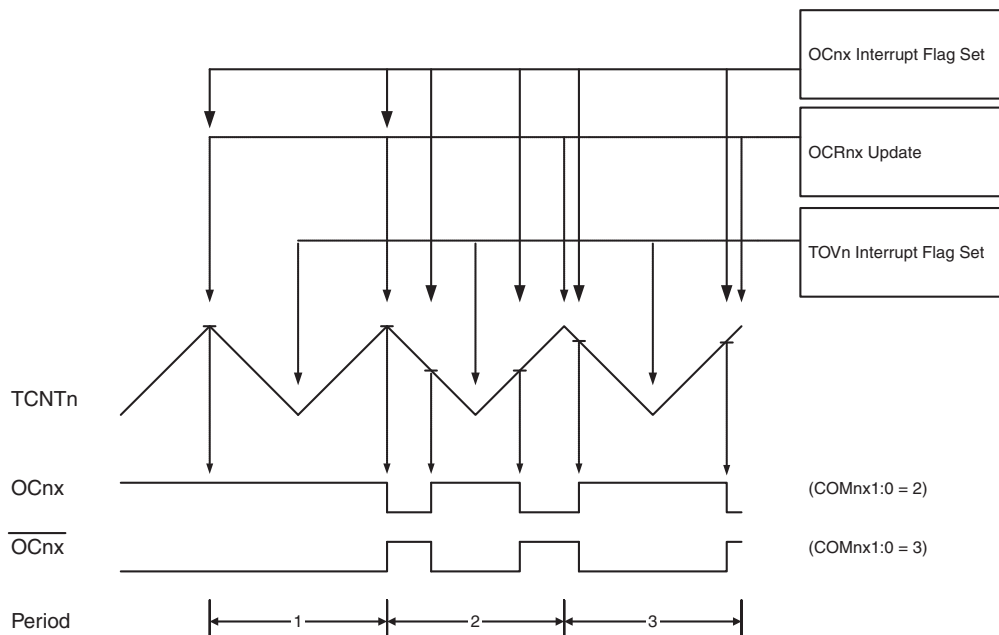 OCnx Interrupt Flag Set
OCRnx Update
TOVn Interrupt Flag Set
TCNTn
OCnx (COMnx1:0 = 2)
OCnx (COMnx1:0 = 3)
Period 1 2 3